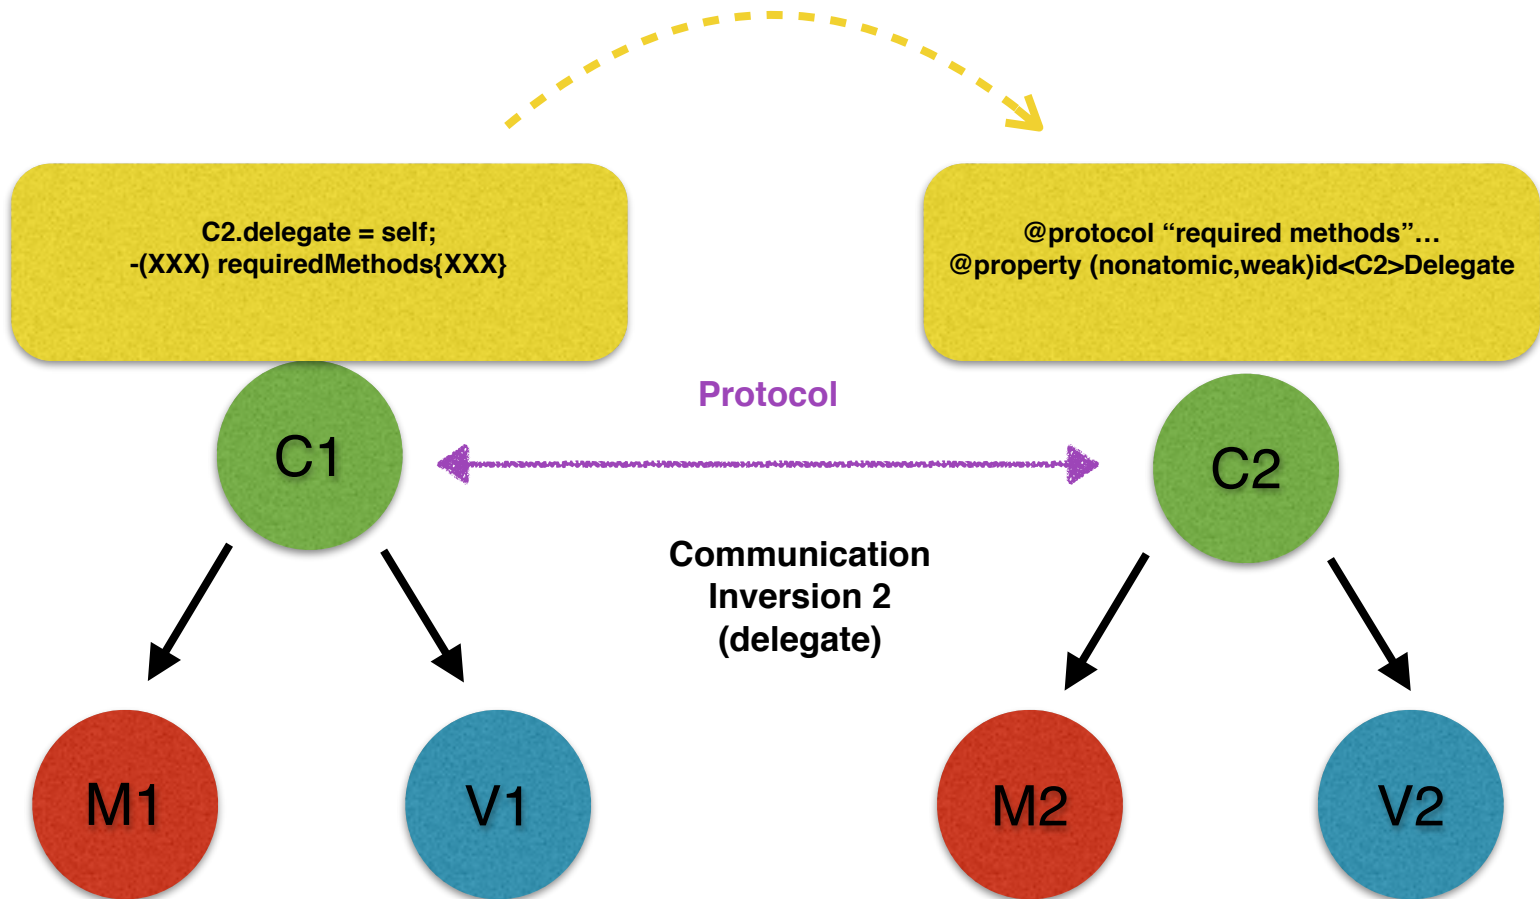 C2.delegate = self;
-(XXX) requiredMethods{XXX}
@protocol “required methods”…
@property (nonatomic,weak)id<C2>Delegate
Protocol
C1
C2
Communication
Inversion 2
(delegate)
M1
V1
M2
V2